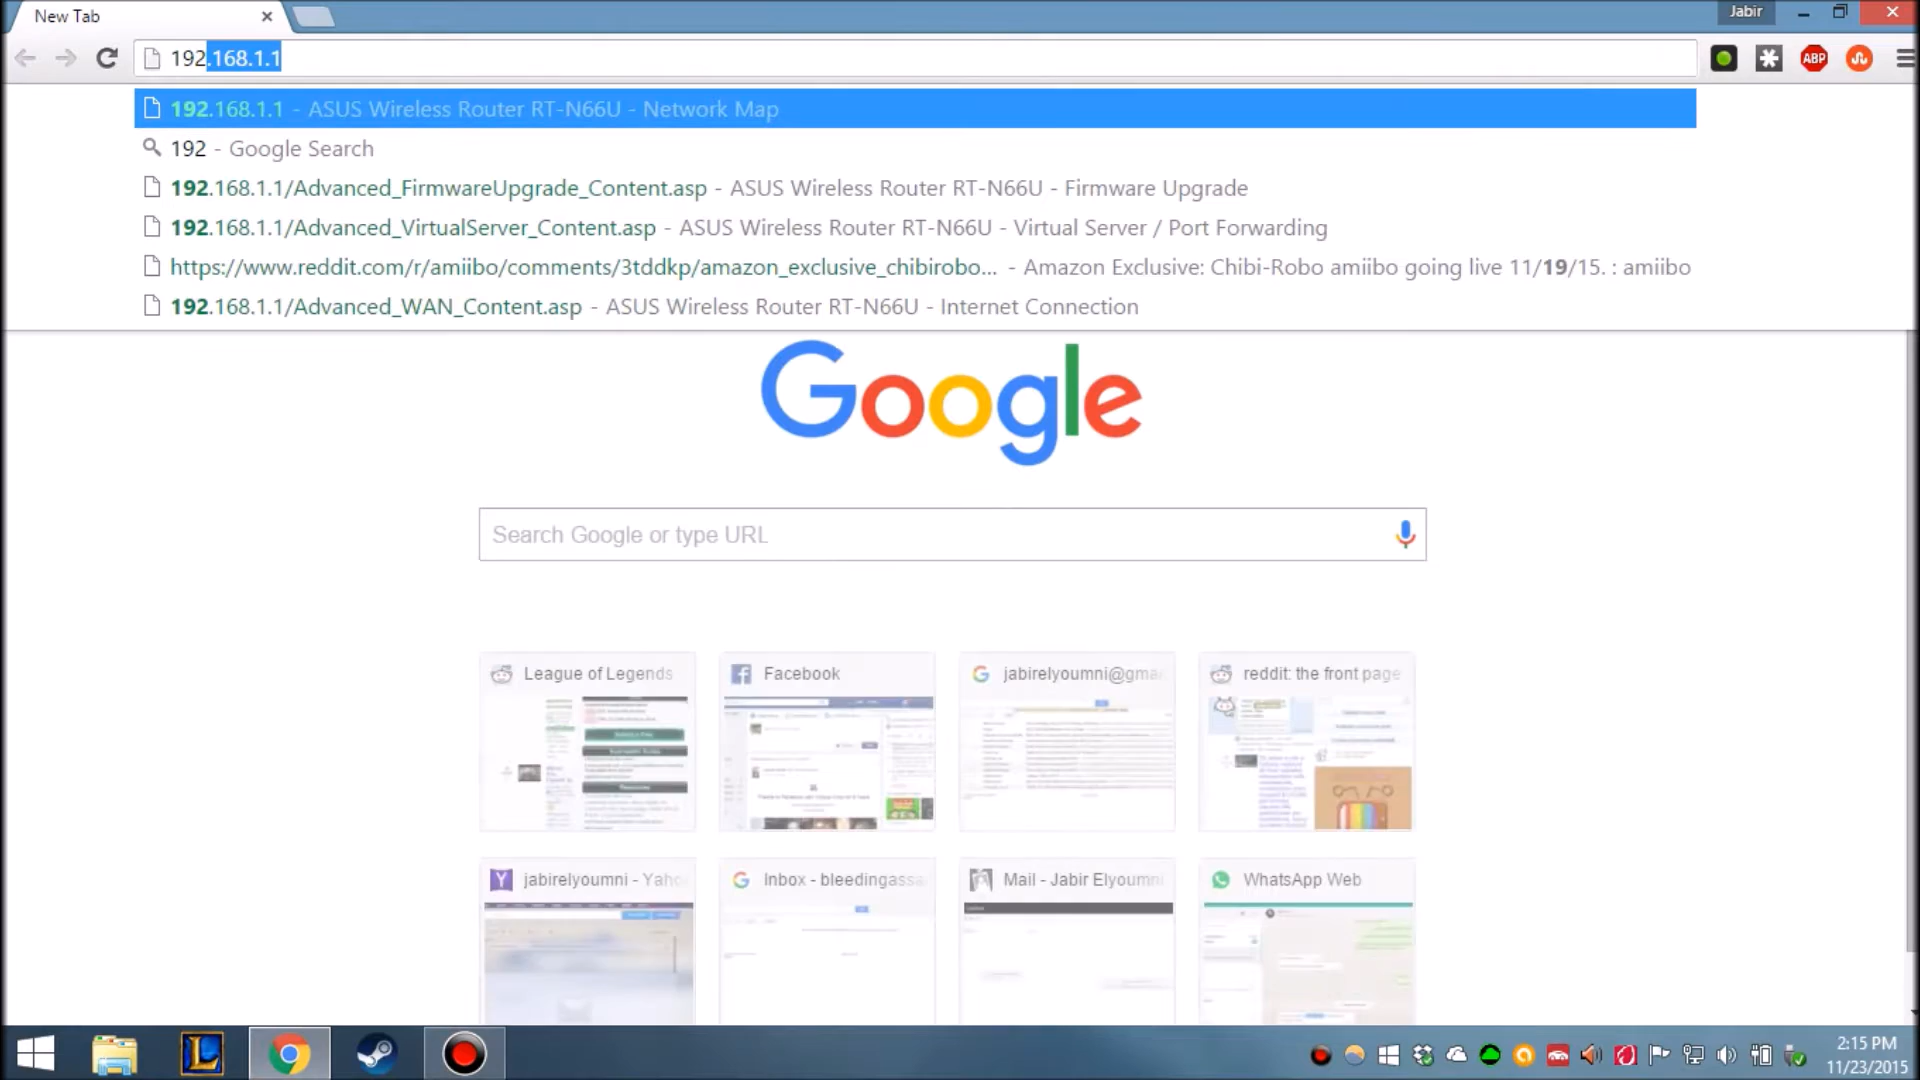 New Tab
Jabir
192.168.1.1
ABP
192.168.1.1 - ASUS Wireless Router RT-N66U - Network Map
192 - Google Search
192.168.1.1/Advanced_FirmwareUpgrade_Content.asp - ASUS Wireless Router RT-N66U - Firmware Upgrade
192.168.1.1/Advanced_VirtualServer_Content.asp - ASUS Wireless Router RT-N66U - Virtual Server / Port Forwarding
https://www.reddit.com/r/amiibo/comments/3tddkp/amazon_exclusive_chibirobo... - Amazon Exclusive: Chibi-Robo amiibo going live 11/19/15. : amiibo
192.168.1.1/Advanced_WAN_Content.asp - ASUS Wireless Router RT-N66U - Internet Connection
Google
Search Google or type URL
League of Legends
Facebook
jabirelyoumni@gma
reddit: the front page
jabirelyoumni - Yaho
Inbox - bleedingassa
Mail - Jabir Elyoumni
WhatsApp Web
2:15 PM
11/23/2015